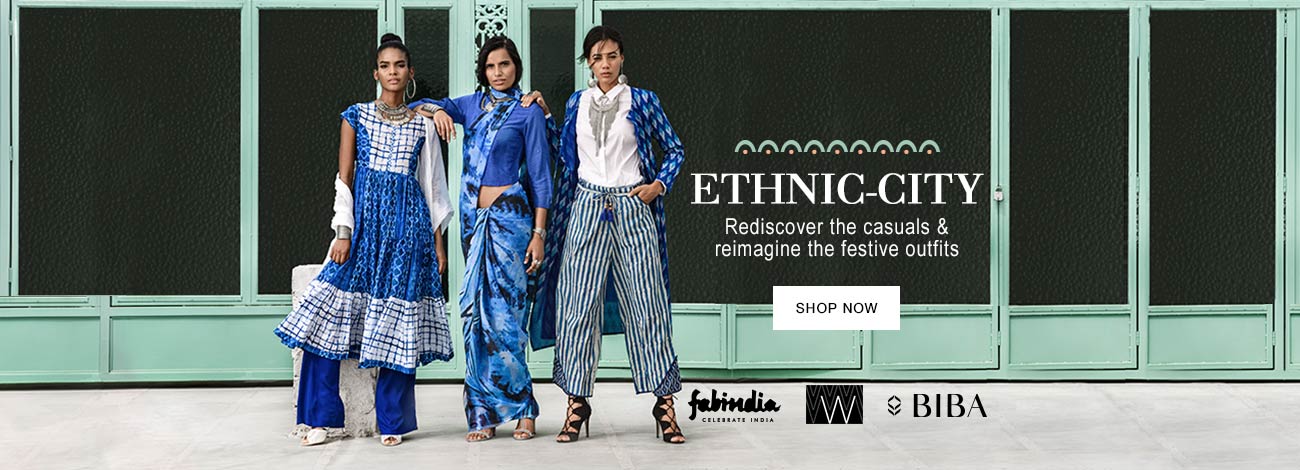 ETHNIC-CITY
Rediscover the casuals &
reimagine the festive outfits
SHOP NOW
fabindia
CELEBRATE INDIA
W
BIBA